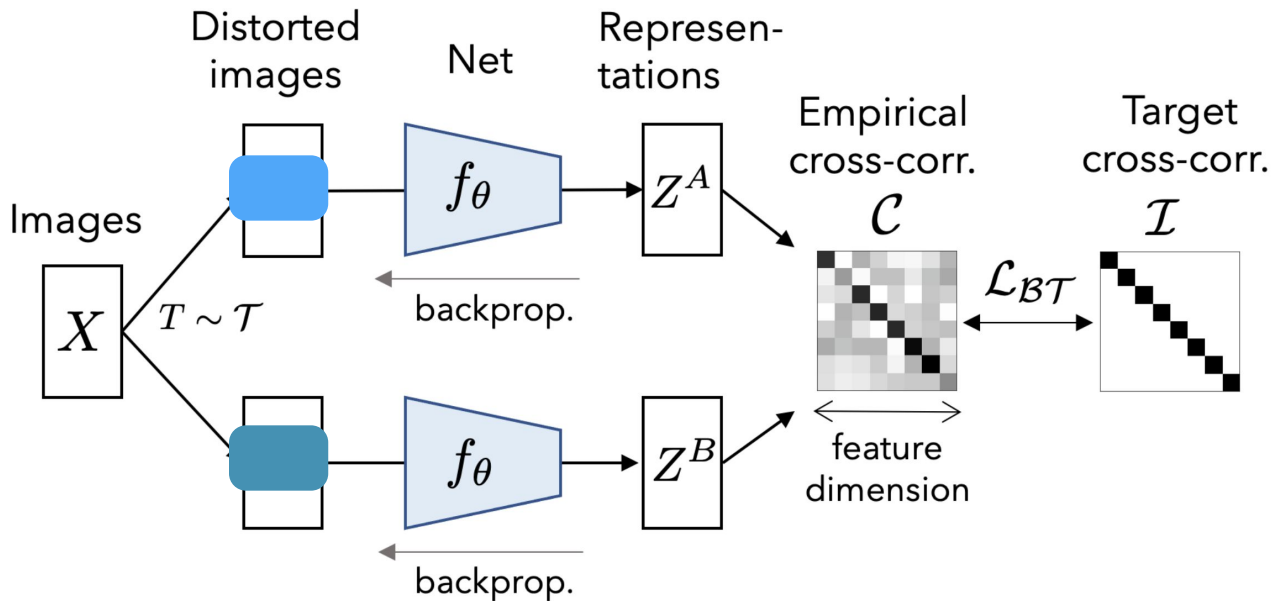 Distorted
images
Net
Represen-
tations
Empirical
cross-corr.
Target
cross-corr.
Images
X
T ∼ 𝒯
f_θ
Z^A
backprop.
𝒞
ℒ_ℬ𝒯
ℐ
f_θ
Z^B
backprop.
feature
dimension